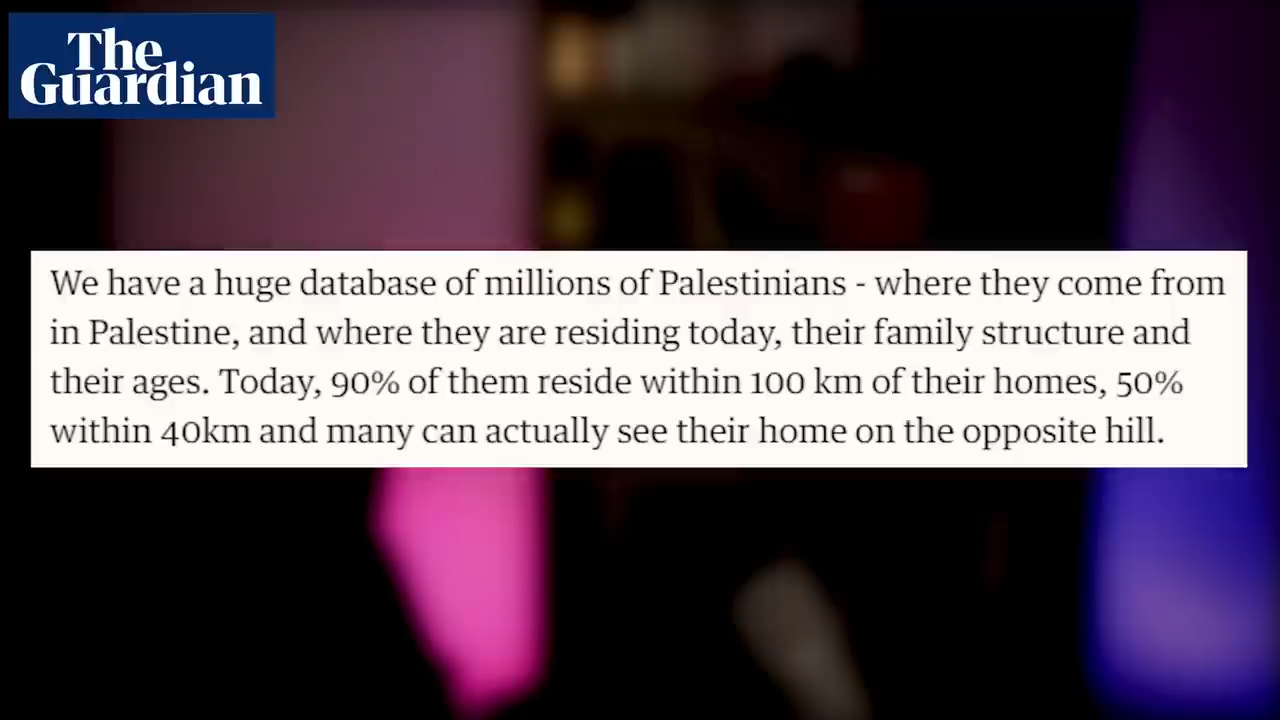 The
Guardian
We have a huge database of millions of Palestinians - where they come from
in Palestine, and where they are residing today, their family structure and
their ages. Today, 90% of them reside within 100 km of their homes, 50%
within 40km and many can actually see their home on the opposite hill.